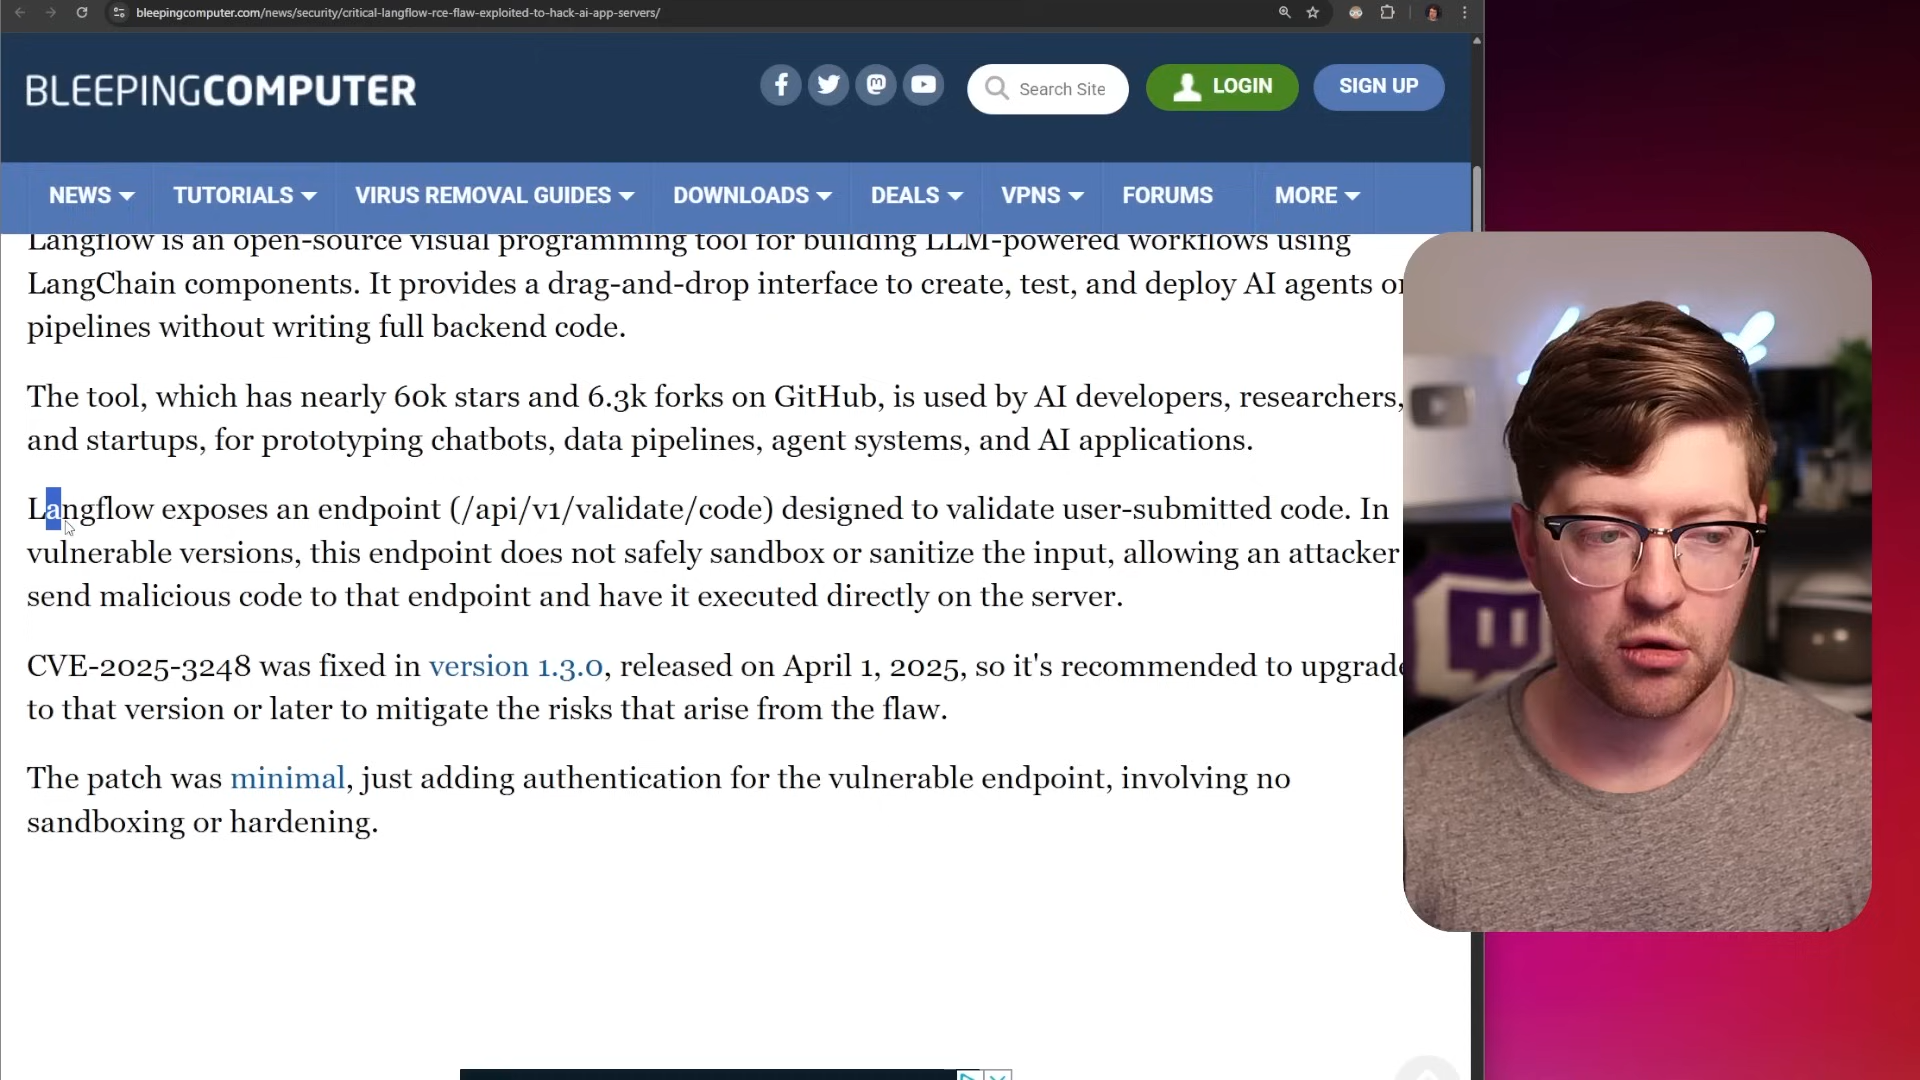 bleepingcomputer.com/news/security/critical-langflow-rce-flaw-exploited-to-hack-ai-app-servers/
BLEEPINGCOMPUTER
Search Site
LOGIN
SIGN UP
NEWS
TUTORIALS
VIRUS REMOVAL GUIDES
DOWNLOADS
DEALS
VPNS
FORUMS
MORE
Langflow is an open-source visual programming tool for building LLM-powered workflows using
LangChain components. It provides a drag-and-drop interface to create, test, and deploy AI agents or
pipelines without writing full backend code.
The tool, which has nearly 60k stars and 6.3k forks on GitHub, is used by AI developers, researchers,
and startups, for prototyping chatbots, data pipelines, agent systems, and AI applications.
Langflow exposes an endpoint (/api/v1/validate/code) designed to validate user-submitted code. In
vulnerable versions, this endpoint does not safely sandbox or sanitize the input, allowing an attacker
send malicious code to that endpoint and have it executed directly on the server.
CVE-2025-3248 was fixed in version 1.3.0, released on April 1, 2025, so it's recommended to upgrade
to that version or later to mitigate the risks that arise from the flaw.
The patch was minimal, just adding authentication for the vulnerable endpoint, involving no
sandboxing or hardening.